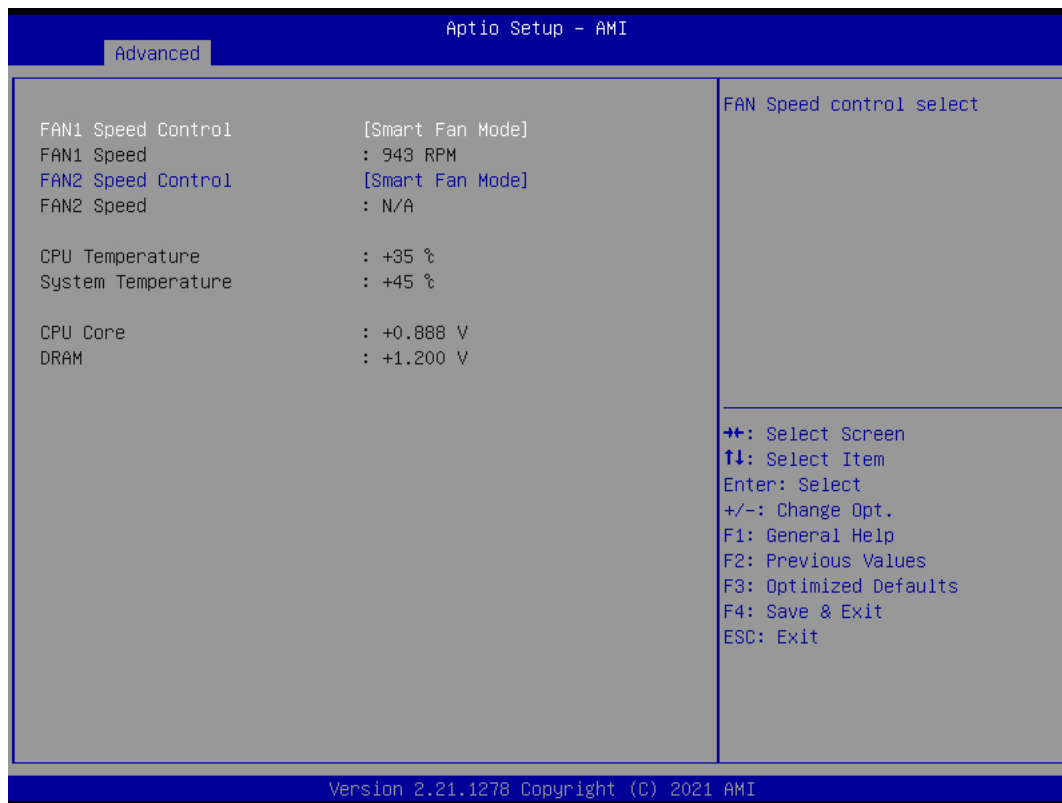 Aptio Setup – AMI
Advanced
FAN1 Speed Control [Smart Fan Mode]
FAN1 Speed : 943 RPM
FAN2 Speed Control [Smart Fan Mode]
FAN2 Speed : N/A
CPU Temperature : +35 ℃
System Temperature : +45 ℃
CPU Core : +0.888 V
DRAM : +1.200 V
FAN Speed control select
→←: Select Screen
↑↓: Select Item
Enter: Select
+/-: Change Opt.
F1: General Help
F2: Previous Values
F3: Optimized Defaults
F4: Save & Exit
ESC: Exit
Version 2.21.1278 Copyright (C) 2021 AMI